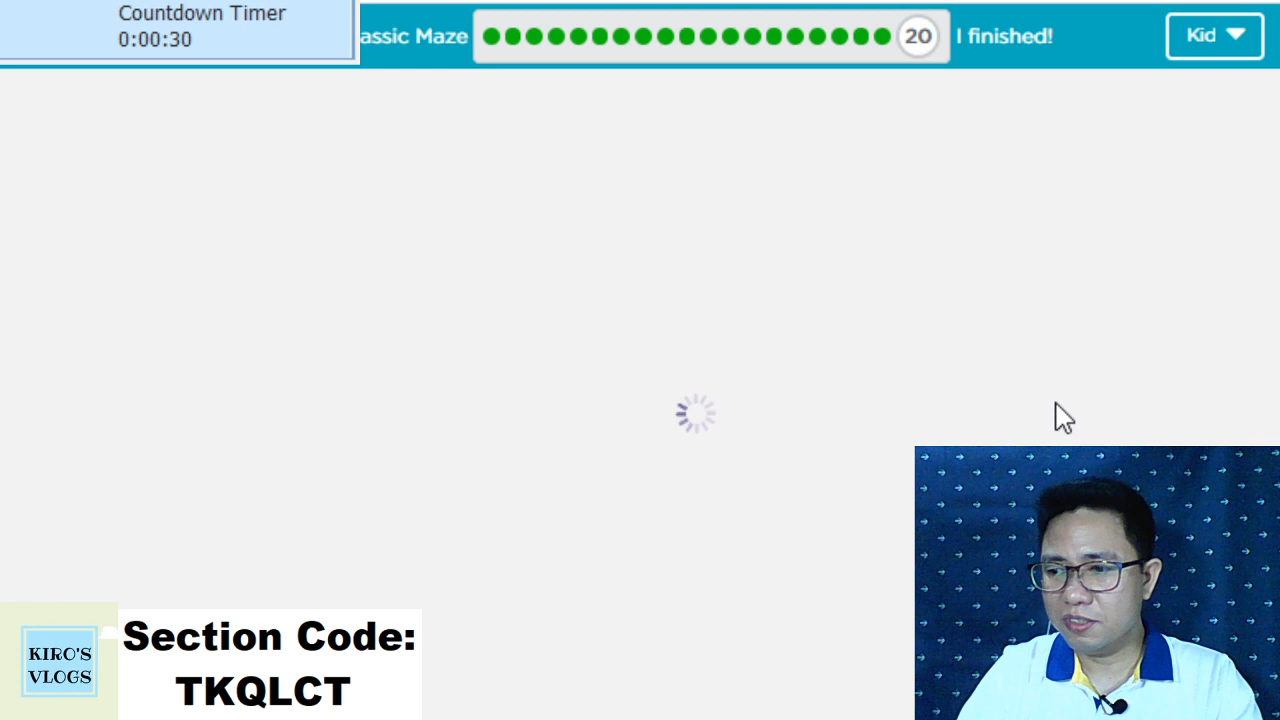 Countdown Timer
0:00:30
assic Maze
20
I finished!
Kid
KIRO'S
VLOGS
Section Code:
TKQLCT